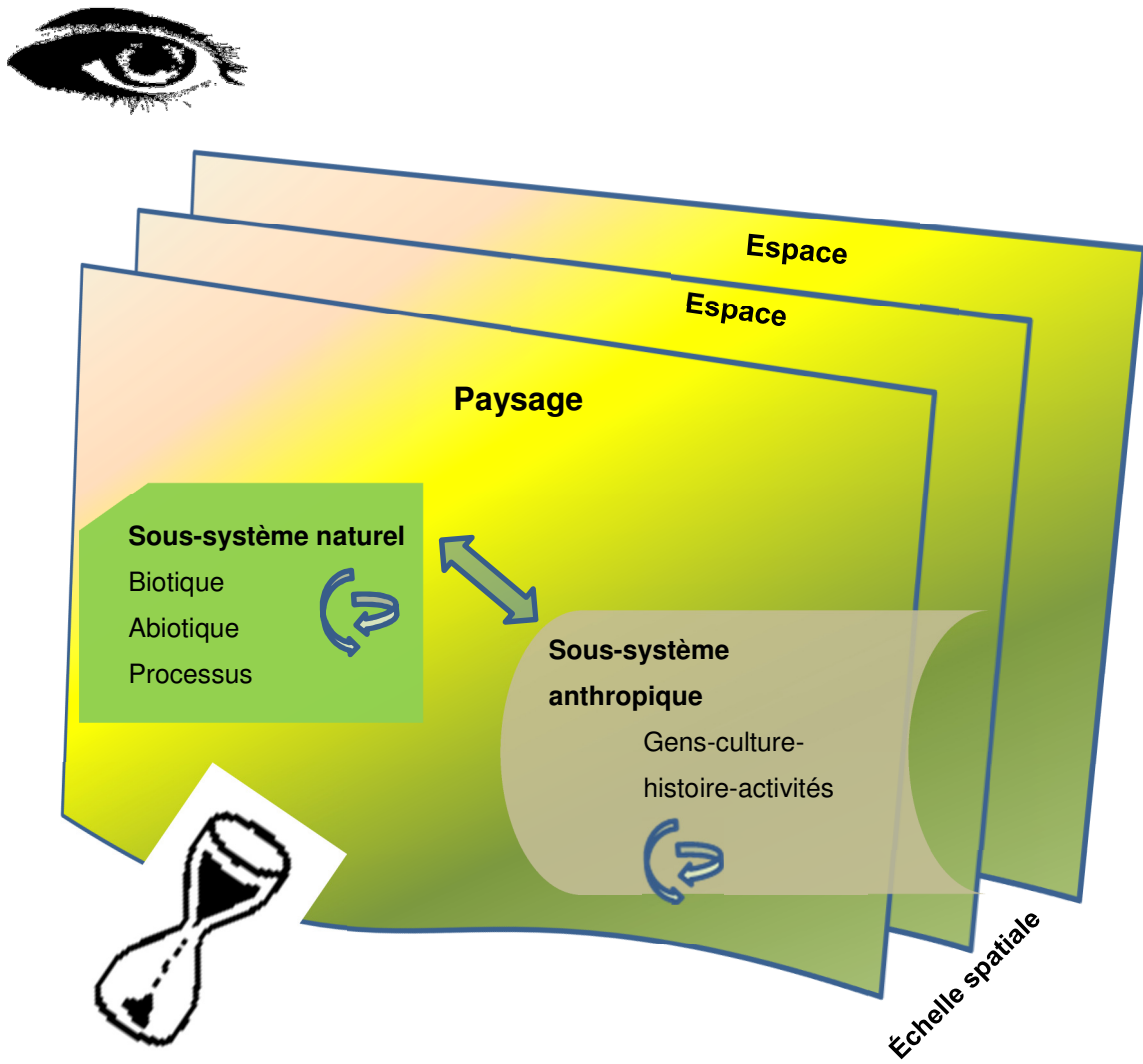 Espace
Espace
Paysage
Sous-système naturel
Biotique
Abiotique
Processus
Sous-système
anthropique
Gens-culture-
histoire-activités
Échelle spatiale